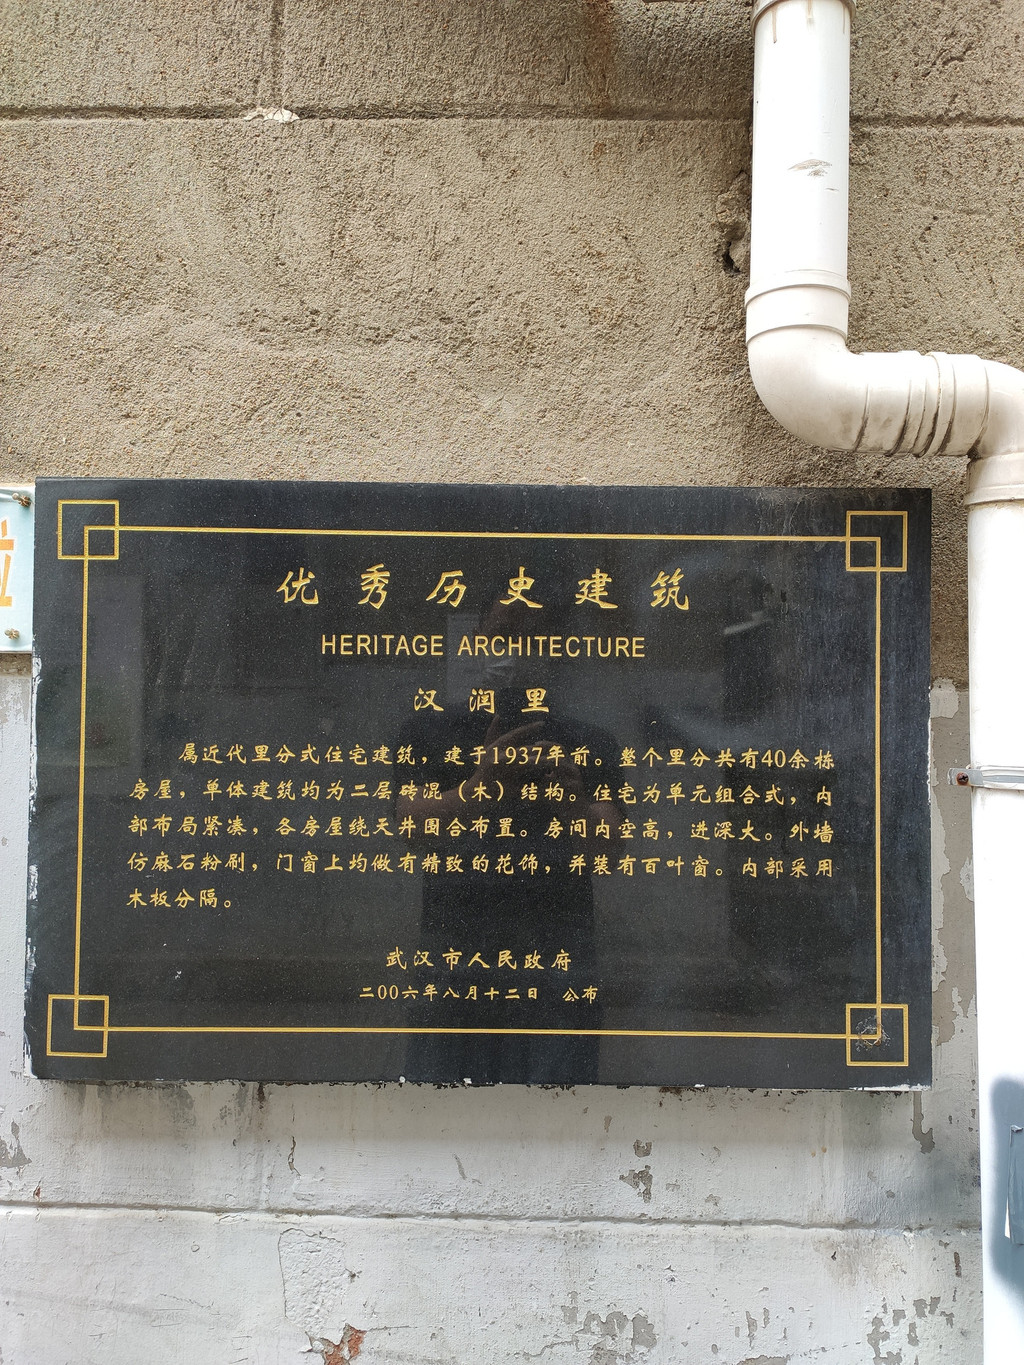 优秀历史建筑
HERITAGE ARCHITECTURE
汉润里
属近代里分式住宅建筑，建于1937年前。整个里分共有40余栋
房屋，单体建筑均为二层砖混（木）结构。住宅为单元组合式，内
部布局紧凑，各房屋绕天井围合布置。房间内空高，进深大。外墙
仿麻石粉刷，门窗上均做有精致的花饰，并装有百叶窗。内部采用
木板分隔。
武汉市人民政府
二00六年八月十二日 公布